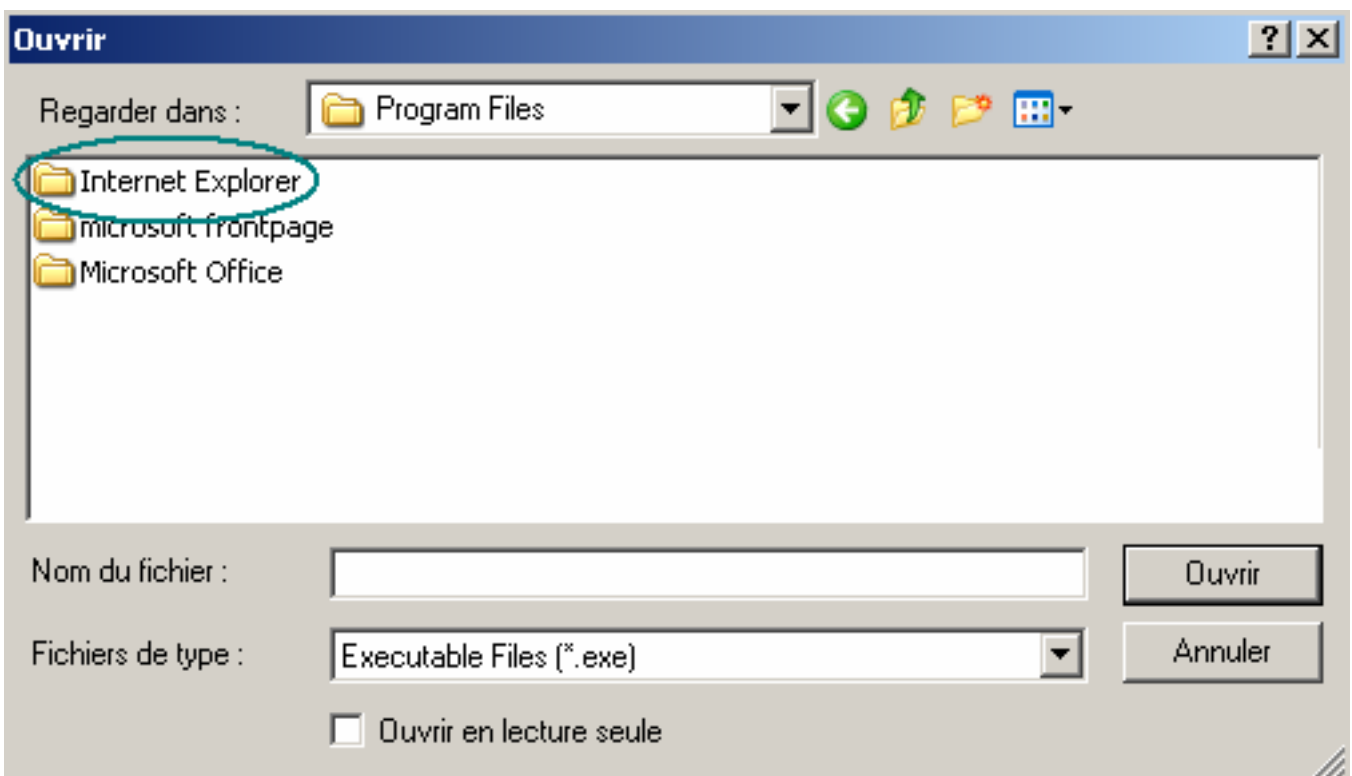 Ouvrir
Regarder dans :
Program Files
Internet Explorer
microsoft frontpage
Microsoft Office
Nom du fichier :
Ouvrir
Fichiers de type :
Executable Files (*.exe)
Annuler
Ouvrir en lecture seule